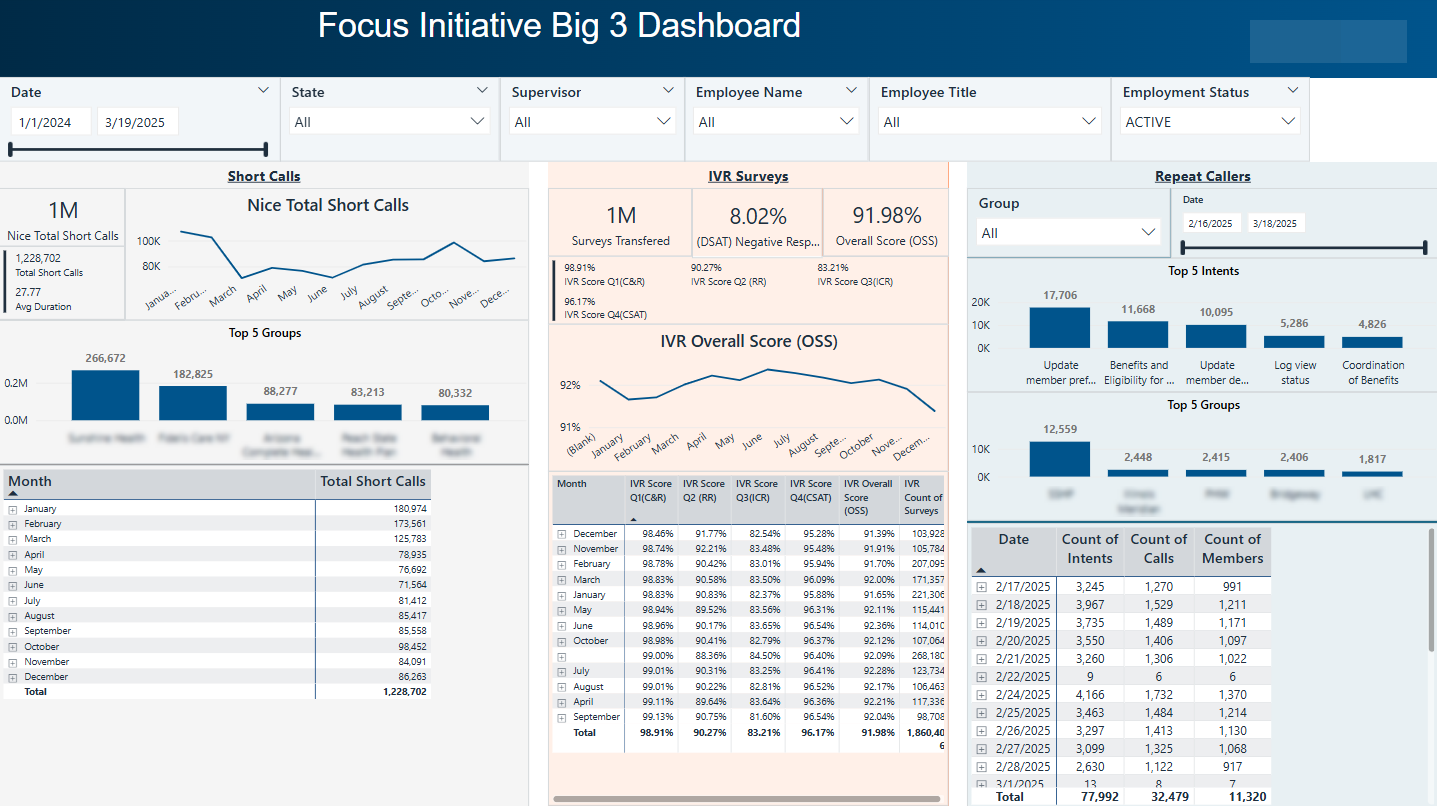 Focus Initiative Big 3 Dashboard
Date
1/1/2024 3/19/2025
State
All
Supervisor
All
Employee Name
All
Employee Title
All
Employment Status
ACTIVE
Short Calls
1M
Nice Total Short Calls
1,228,702
Total Short Calls
27.77
Avg Duration
Nice Total Short Calls
100K
80K
Janua... Febru... March April May June July August Septe... Octo... Nove... Dece...
Top 5 Groups
0.2M
0.0M
266,672 182,825 88,277 83,213 80,332
Month Total Short Calls
January 180,974
February 173,561
March 125,783
April 78,935
May 76,692
June 71,564
July 81,412
August 85,417
September 85,558
October 98,452
November 84,091
December 86,263
Total 1,228,702
IVR Surveys
1M
Surveys Transfered
8.02%
(DSAT) Negative Resp...
91.98%
Overall Score (OSS)
98.91%
IVR Score Q1(C&R)
90.27%
IVR Score Q2 (RR)
83.21%
IVR Score Q3(ICR)
96.17%
IVR Score Q4(CSAT)
IVR Overall Score (OSS)
92%
91%
(Blank) January February March April May June July August Septe... October Nove... Decem...
Month IVR Score Q1(C&R) IVR Score Q2 (RR) IVR Score Q3(ICR) IVR Score Q4(CSAT) IVR Overall Score (OSS) IVR Count of Surveys
December 98.46% 91.77% 82.54% 95.28% 91.39% 103,928
November 98.74% 92.21% 83.48% 95.48% 91.91% 105,784
February 98.78% 90.42% 83.01% 95.94% 91.70% 207,095
March 98.83% 90.58% 83.50% 96.09% 92.00% 171,357
January 98.83% 90.83% 82.37% 95.88% 91.65% 221,306
May 98.94% 89.52% 83.56% 96.31% 92.11% 115,441
June 98.96% 90.17% 83.65% 96.54% 92.36% 114,010
October 98.98% 90.41% 82.79% 96.37% 92.12% 107,064
99.00% 88.36% 84.50% 96.40% 92.09% 268,180
July 99.01% 90.31% 83.25% 96.41% 92.28% 123,734
August 99.01% 90.22% 82.81% 96.52% 92.17% 106,463
April 99.11% 89.64% 83.64% 96.36% 92.21% 117,336
September 99.13% 90.75% 81.60% 96.54% 92.04% 98,708
Total 98.91% 90.27% 83.21% 96.17% 91.98% 1,860,40
6
Repeat Callers
Group
All
Date
2/16/2025 3/18/2025
Top 5 Intents
20K
10K
0K
17,706 11,668 10,095 5,286 4,826
Update Benefits and Update Log view Coordination
member pref... Eligibility for ... member de... status of Benefits
Top 5 Groups
10K
0K
12,559 2,448 2,415 2,406 1,817
Date Count of Intents Count of Calls Count of Members
2/17/2025 3,245 1,270 991
2/18/2025 3,967 1,529 1,211
2/19/2025 3,735 1,489 1,171
2/20/2025 3,550 1,406 1,097
2/21/2025 3,260 1,306 1,022
2/22/2025 9 6 6
2/24/2025 4,166 1,732 1,370
2/25/2025 3,463 1,484 1,214
2/26/2025 3,297 1,413 1,130
2/27/2025 3,099 1,325 1,068
2/28/2025 2,630 1,122 917
3/1/2025 13 8 7
Total 77,992 32,479 11,320